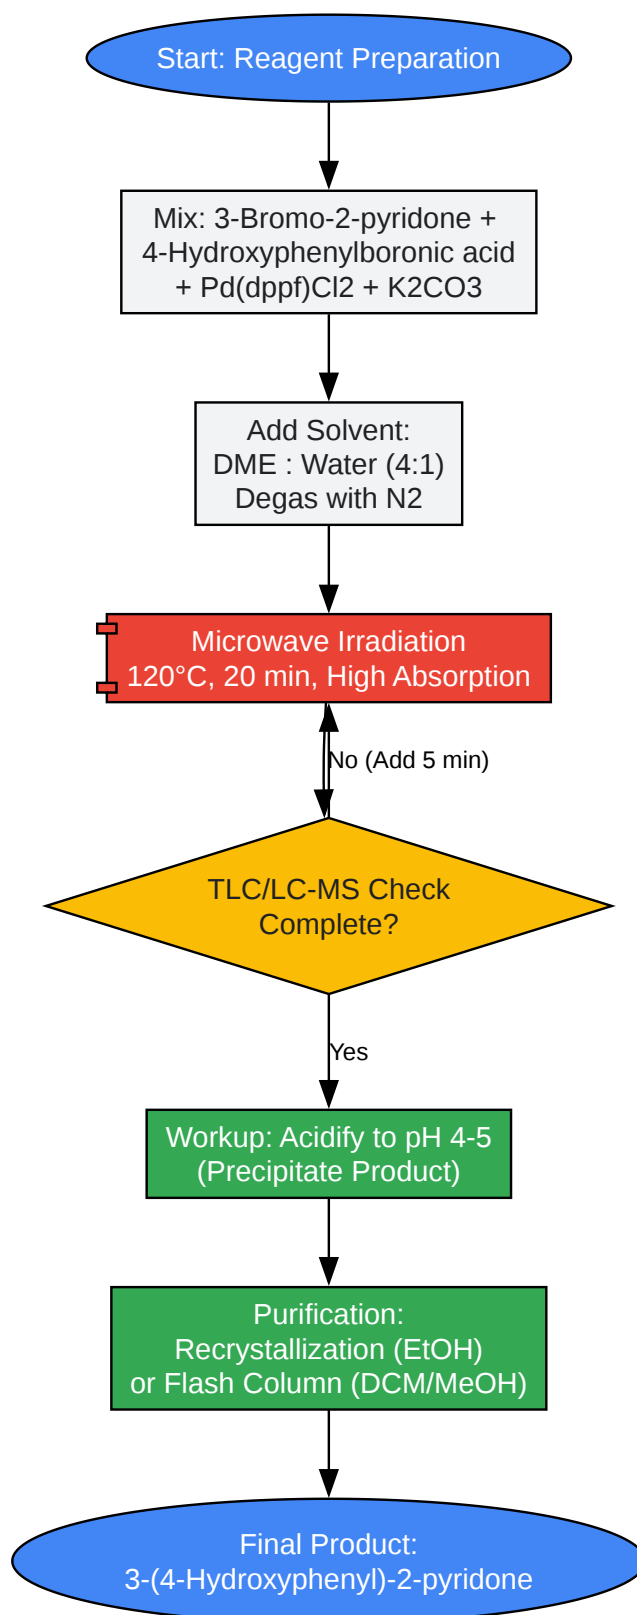 Start: Reagent Preparation
Mix: 3-Bromo-2-pyridone +
4-Hydroxyphenylboronic acid
+ Pd(dppf)Cl2 + K2CO3
Add Solvent:
DME : Water (4:1)
Degas with N2
Microwave Irradiation
120°C, 20 min, High Absorption
No (Add 5 min)
TLC/LC-MS Check
Complete?
Yes
Workup: Acidify to pH 4-5
(Precipitate Product)
Purification:
Recrystallization (EtOH)
or Flash Column (DCM/MeOH)
Final Product:
3-(4-Hydroxyphenyl)-2-pyridone